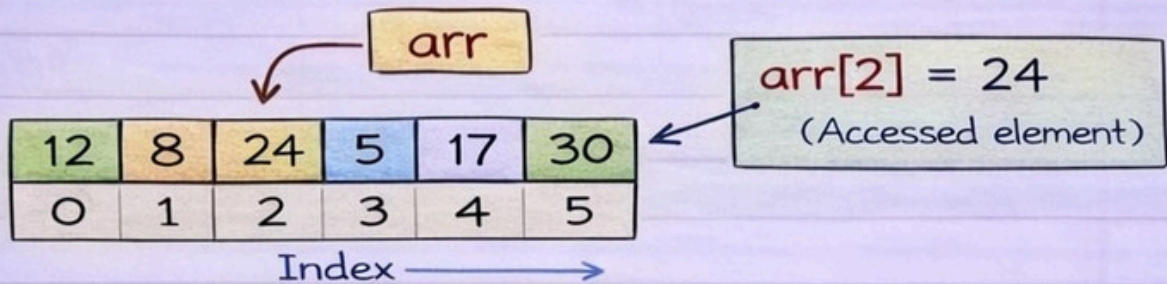 arr
arr[2] = 24
(Accessed element)
12 8 24 5 17 30
0 1 2 3 4 5
Index